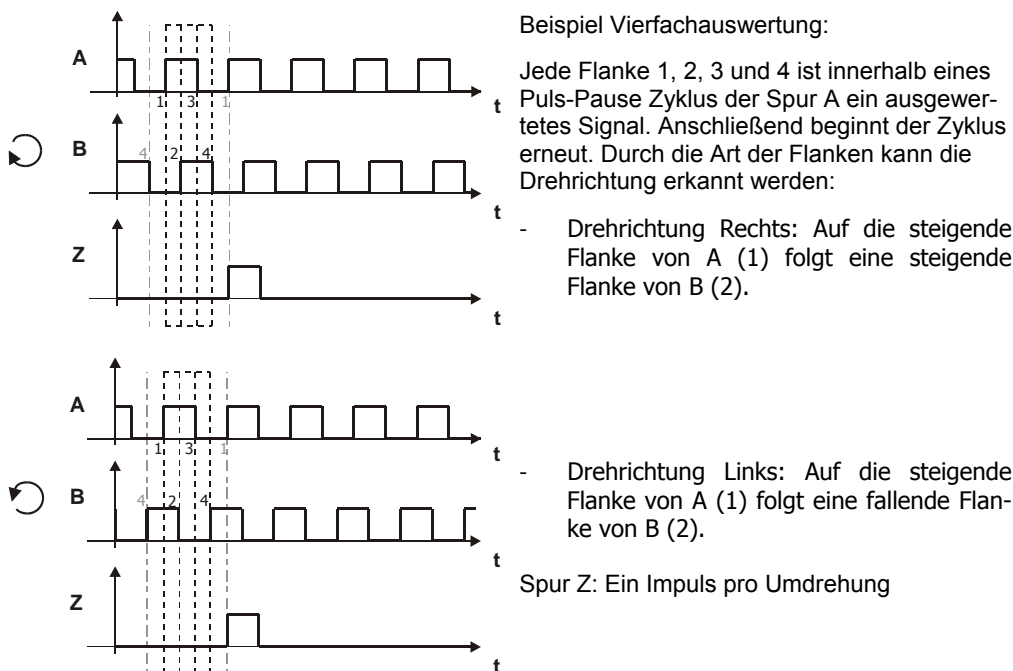 A
1
3
1
t
B
4
2
4
t
Z
t
Beispiel Vierfachauswertung:
Jede Flanke 1, 2, 3 und 4 ist innerhalb eines
Puls-Pause Zyklus der Spur A ein ausgewer-
tetes Signal. Anschließend beginnt der Zyklus
erneut. Durch die Art der Flanken kann die
Drehrichtung erkannt werden:
- Drehrichtung Rechts: Auf die steigende
Flanke von A (1) folgt eine steigende
Flanke von B (2).
A
1
3
1
t
B
4
2
4
t
Z
t
- Drehrichtung Links: Auf die steigende
Flanke von A (1) folgt eine fallende Flan-
ke von B (2).
Spur Z: Ein Impuls pro Umdrehung